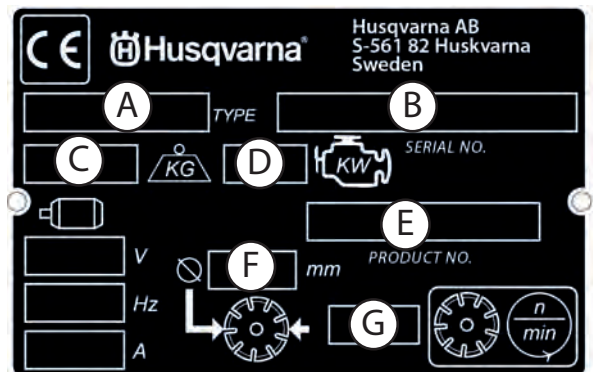 CE Husqvarna
Husqvarna AB
S-561 82 Huskvarna
Sweden
A TYPE B
SERIAL NO.
C KG D KW
E
PRODUCT NO.
V
F mm
Hz
G n/min
A